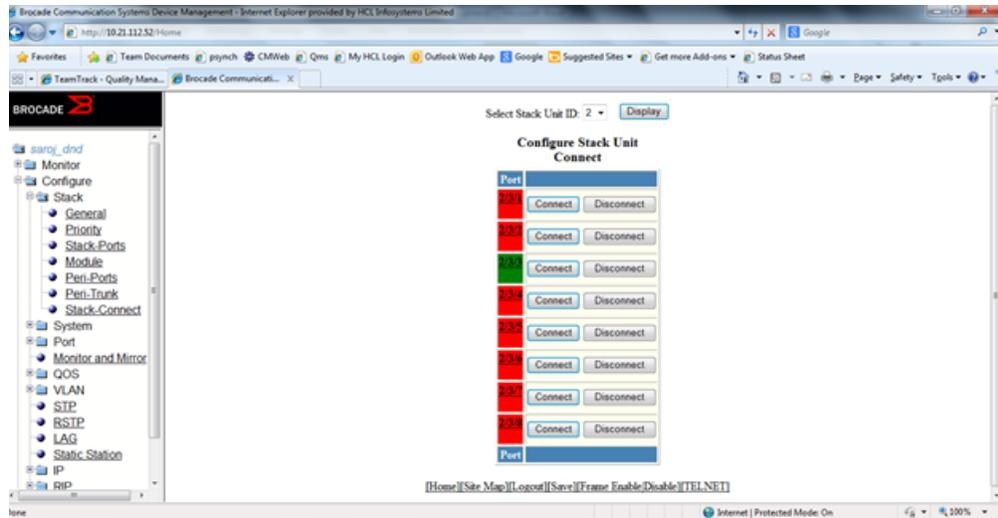 Brocade Communication Systems Device Management - Internet Explorer provided by HCL Infosystems Limited
http://10.21.112.52/Home
Google
Favorites Team Documents psynch CMWeb Qms My HCL Login Outlook Web App Google Suggested Sites Get more Add-ons Status Sheet
TeamTrack - Quality Mana... Brocade Communicati... X
Page Safety Tools
BROCADE
Select Stack Unit ID: 2 Display
Configure Stack Unit
Connect
saroj_dnd
Monitor
Configure
Stack
General
Priority
Stack-Ports
Module
Peri-Ports
Peri-Trunk
Stack-Connect
System
Port
Monitor and Mirror
QOS
VLAN
STP
RSTP
LAG
Static Station
IP
RIP
Port
2/3/1 Connect Disconnect
2/3/2 Connect Disconnect
2/3/3 Connect Disconnect
2/3/4 Connect Disconnect
2/3/5 Connect Disconnect
2/3/6 Connect Disconnect
2/3/7 Connect Disconnect
2/3/8 Connect Disconnect
Port
[Home][Site Map][Logout][Save][Frame Enable|Disable][TELNET]
Done
Internet | Protected Mode: On
100%